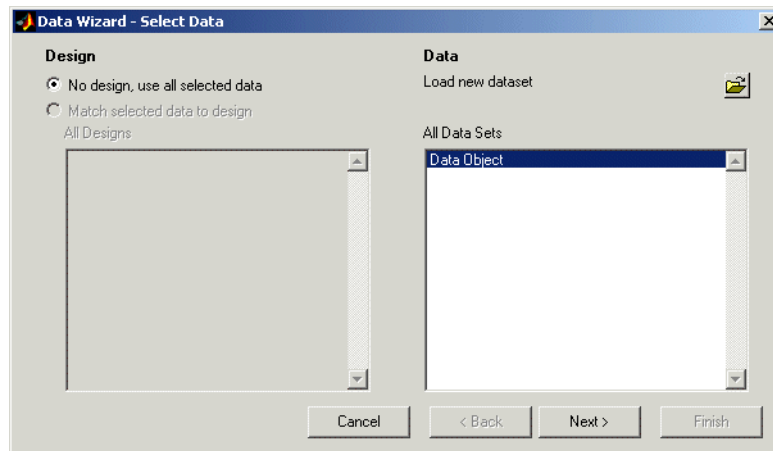 Data Wizard - Select Data
Design
No design, use all selected data
Match selected data to design
All Designs
Data
Load new dataset
All Data Sets
Data Object
Cancel
< Back
Next >
Finish